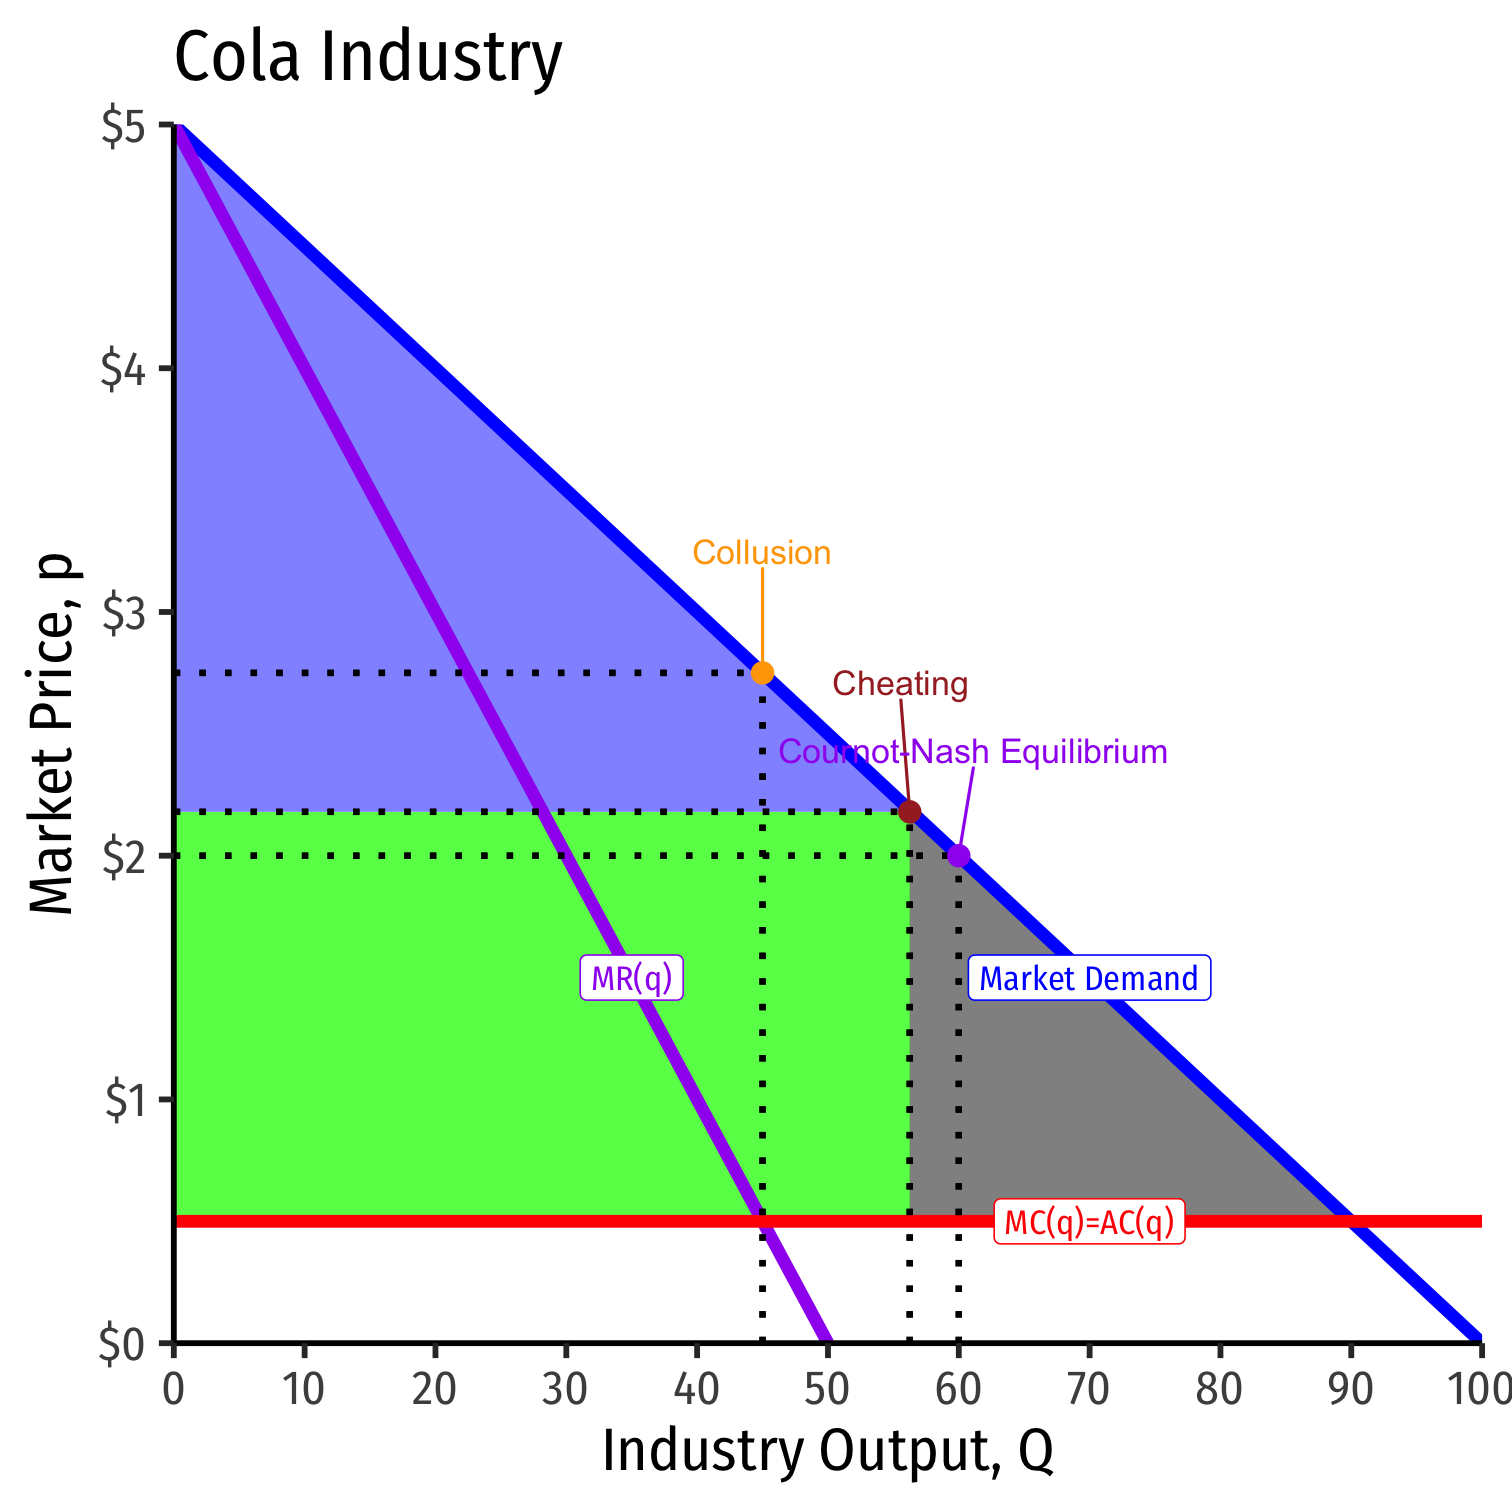 Cola Industry
$5
$4
$3
$2
$1
$0
Market Price, p
Collusion
Cheating
Cournot-Nash Equilibrium
MR(q)
Market Demand
MC(q)=AC(q)
0 10 20 30 40 50 60 70 80 90 100
Industry Output, Q